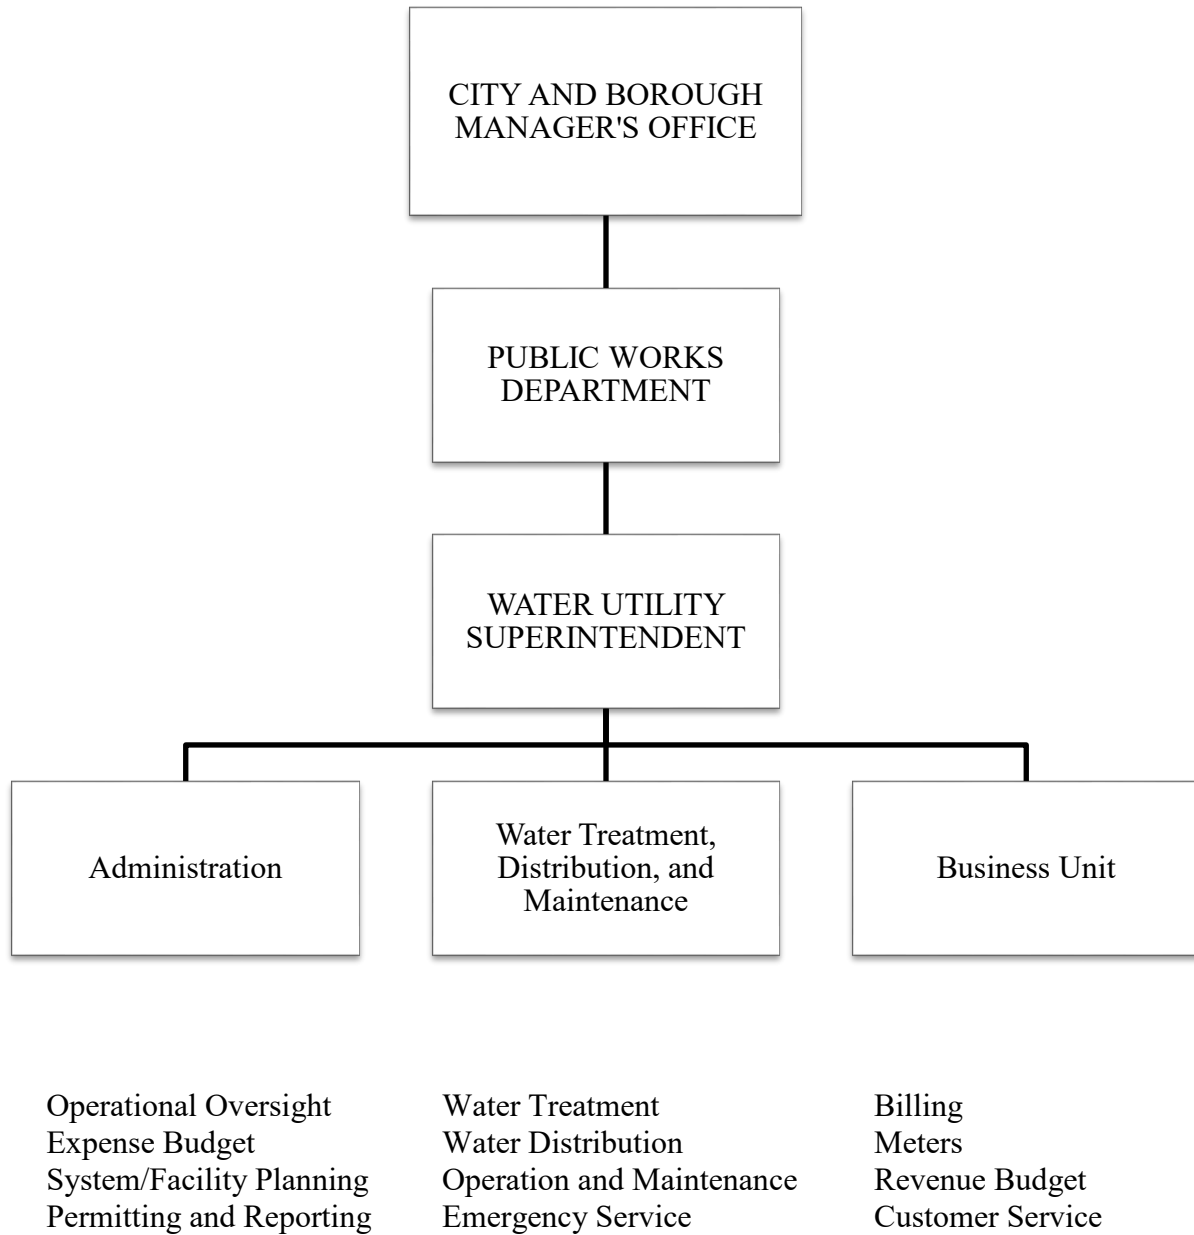 CITY AND BOROUGH
MANAGER'S OFFICE
PUBLIC WORKS
DEPARTMENT
WATER UTILITY
SUPERINTENDENT
Administration
Water Treatment,
Distribution, and
Maintenance
Business Unit
Operational Oversight
Expense Budget
System/Facility Planning
Permitting and Reporting
Water Treatment
Water Distribution
Operation and Maintenance
Emergency Service
Billing
Meters
Revenue Budget
Customer Service